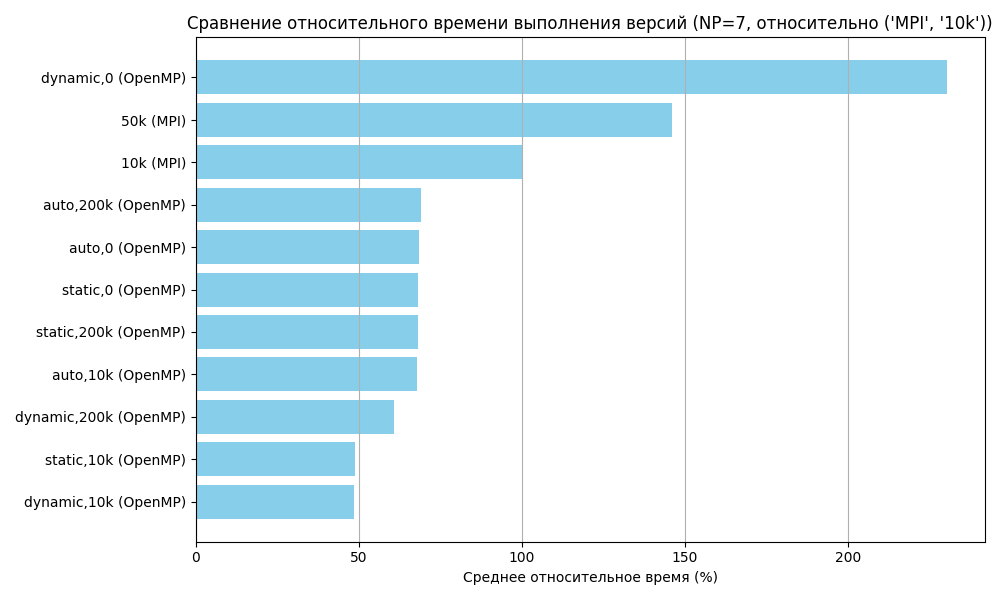 Сравнение относительного времени выполнения версий (NP=7, относительно ('MPI', '10k'))
dynamic,0 (OpenMP)
50k (MPI)
10k (MPI)
auto,200k (OpenMP)
auto,0 (OpenMP)
static,0 (OpenMP)
static,200k (OpenMP)
auto,10k (OpenMP)
dynamic,200k (OpenMP)
static,10k (OpenMP)
dynamic,10k (OpenMP)
0 50 100 150 200
Среднее относительное время (%)